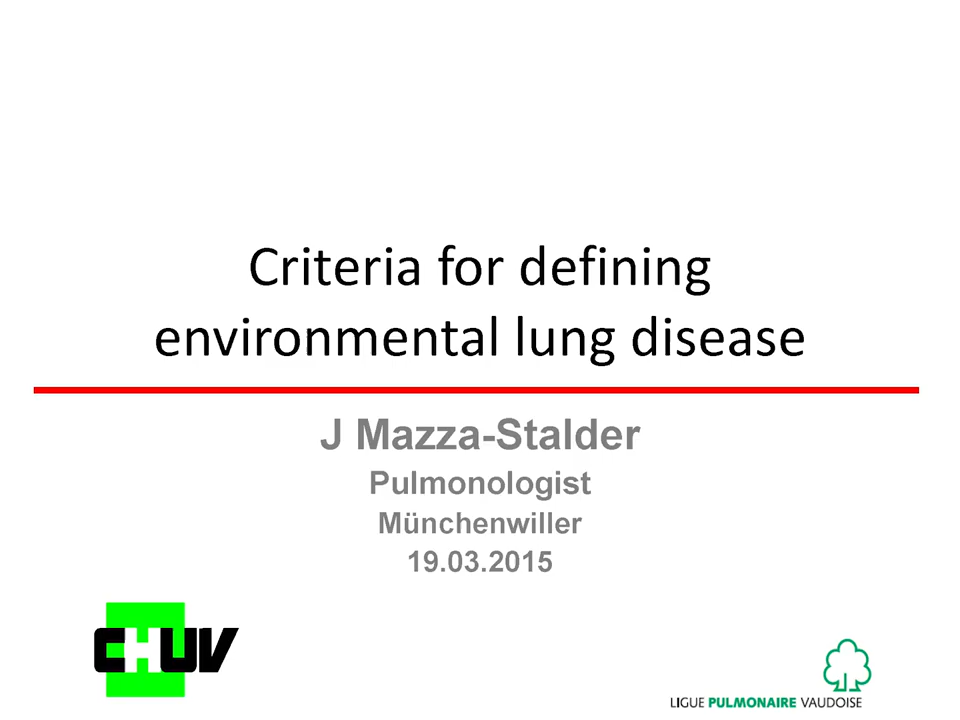 Criteria for defining
environmental lung disease
J Mazza-Stalder
Pulmonologist
Münchenwiller
19.03.2015
CHUV
LIGUE PULMONAIRE VAUDOISE